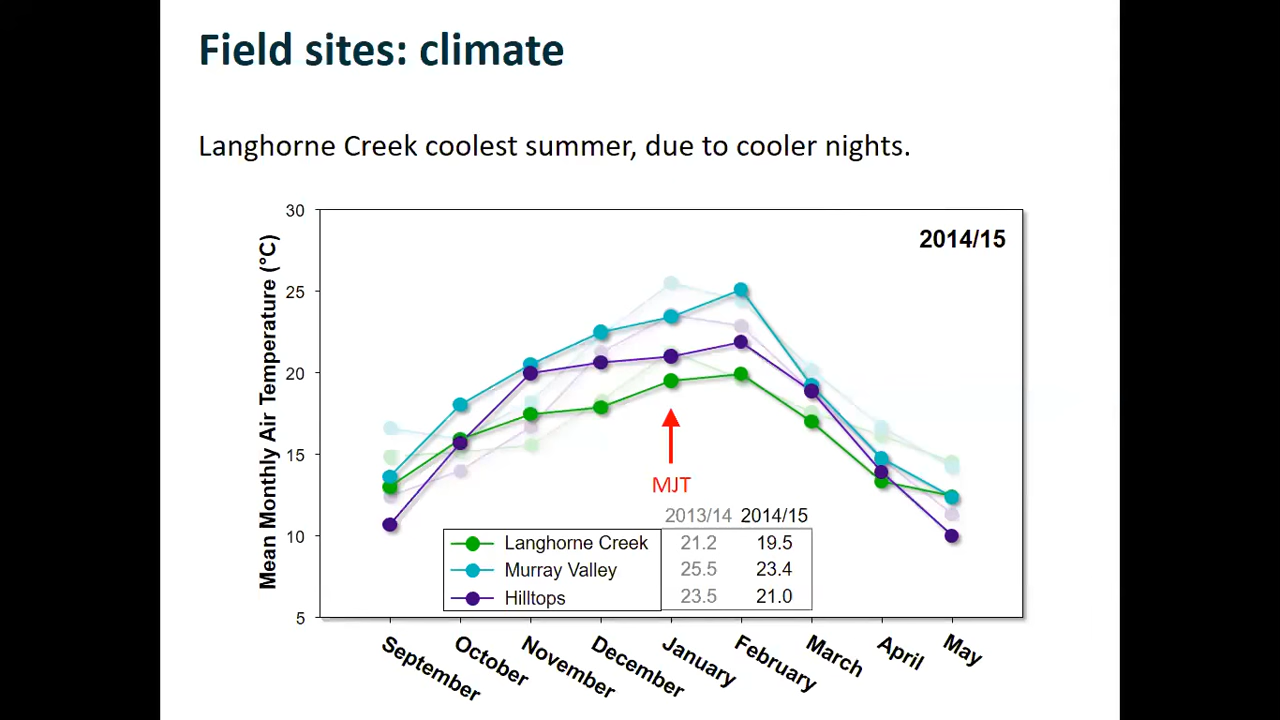 Field sites: climate
Langhorne Creek coolest summer, due to cooler nights.
30
2014/15
Mean Monthly Air Temperature (°C)
25
20
15
MJT
2013/14 2014/15
10
Langhorne Creek 21.2 19.5
Murray Valley 25.5 23.4
Hilltops 23.5 21.0
5
September October November December January February March April May